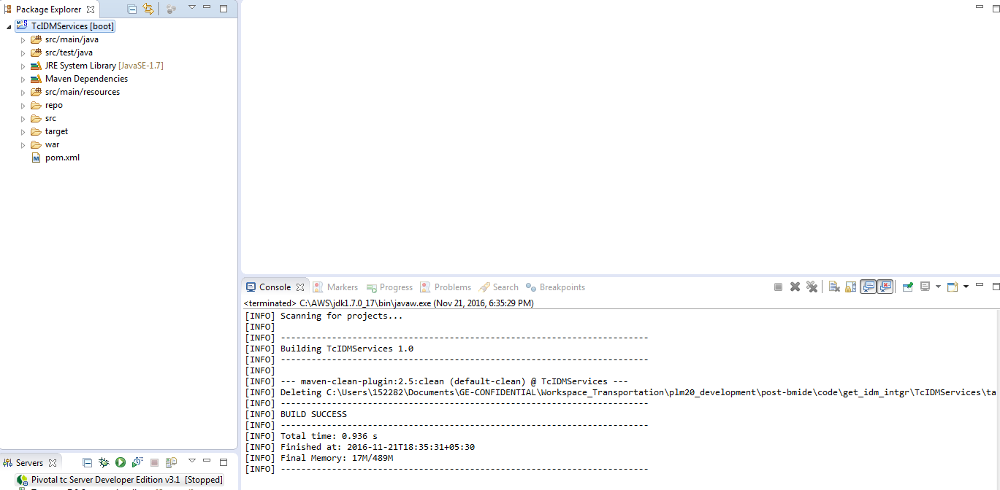 Package Explorer
TcIDMServices [boot]
src/main/java
src/test/java
JRE System Library [JavaSE-1.7]
Maven Dependencies
src/main/resources
repo
src
target
war
pom.xml
Console Markers Progress Problems Search Breakpoints
<terminated> C:\AWS\jdk1.7.0_17\bin\javaw.exe (Nov 21, 2016, 6:35:29 PM)
[INFO] Scanning for projects...
[INFO]
[INFO] ------------------------------------------------------------------------
[INFO] Building TcIDMServices 1.0
[INFO] ------------------------------------------------------------------------
[INFO]
[INFO] --- maven-clean-plugin:2.5:clean (default-clean) @ TcIDMServices ---
[INFO] Deleting C:\Users\152282\Documents\GE-CONFIDENTIAL\Workspace_Transportation\plm20_development\post-bmide\code\get_idm_intgr\TcIDMServices\ta
[INFO] ------------------------------------------------------------------------
[INFO] BUILD SUCCESS
[INFO] ------------------------------------------------------------------------
[INFO] Total time: 0.936 s
[INFO] Finished at: 2016-11-21T18:35:31+05:30
[INFO] Final Memory: 17M/489M
[INFO] ------------------------------------------------------------------------
Servers
Pivotal tc Server Developer Edition v3.1 [Stopped]